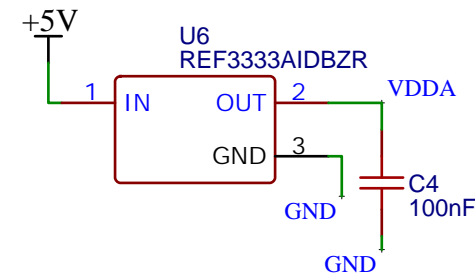 +5V
U6
REF3333AIDBZR
1 IN OUT 2 VDDA
GND 3
GND
C4
100nF
GND